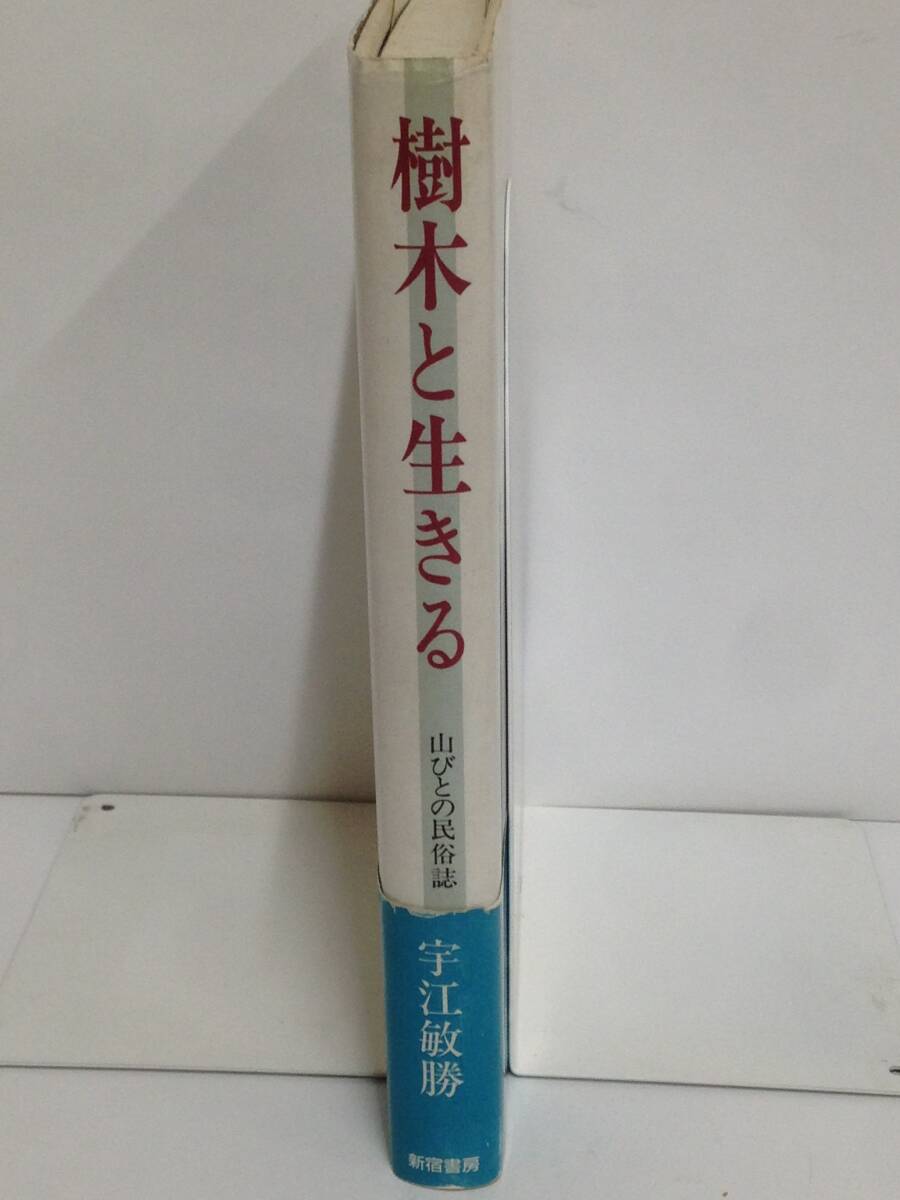 樹木と生きる
山びとの民俗誌
宇江敏勝
新宿書房